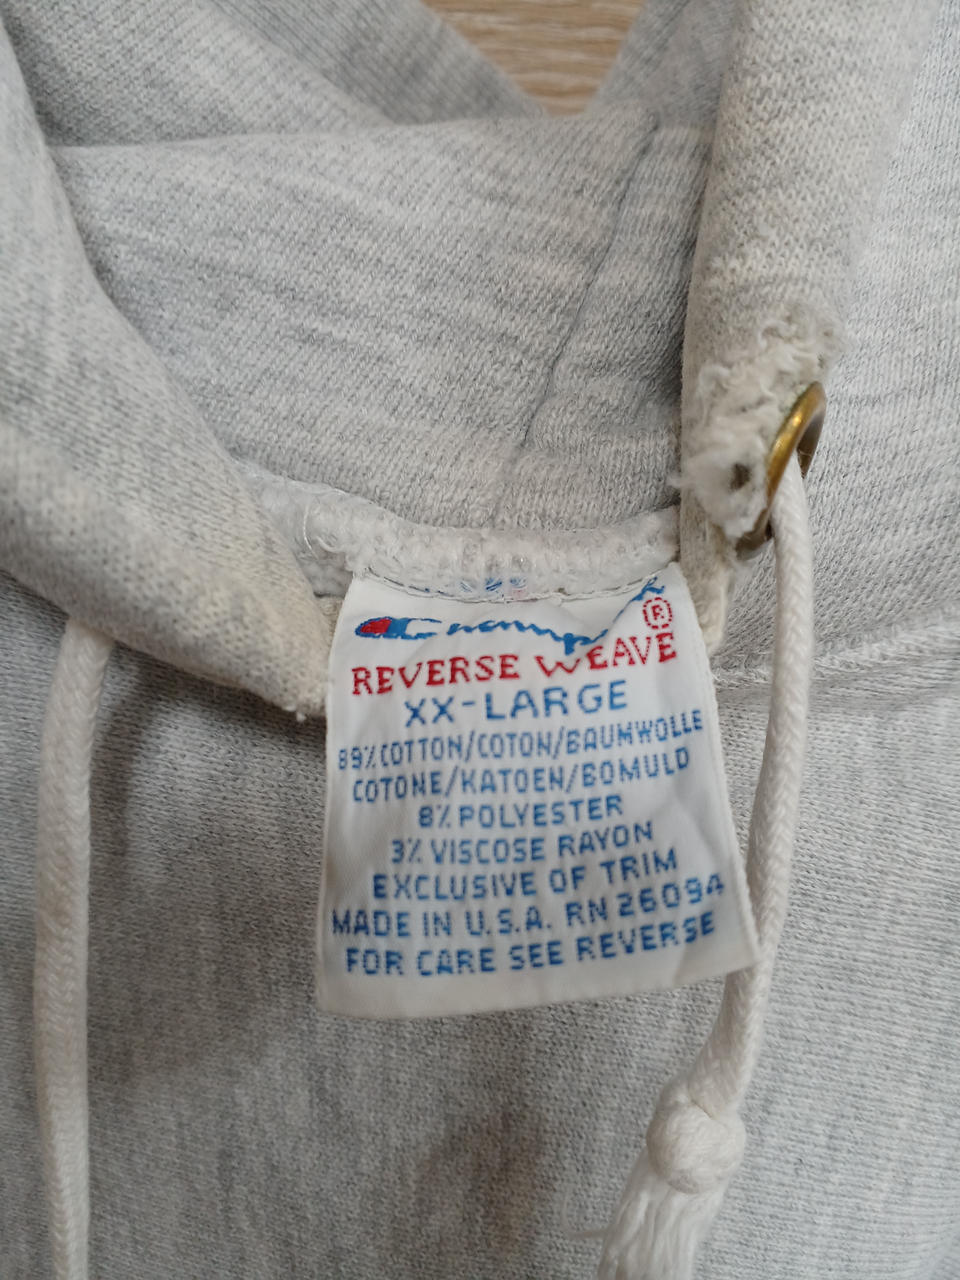 Champion ®
REVERSE WEAVE
XX-LARGE
89% COTTON/COTON/BAUMWOLLE
COTONE/KATOEN/BOMULD
8% POLYESTER
3% VISCOSE RAYON
EXCLUSIVE OF TRIM
MADE IN U.S.A. RN 26094
FOR CARE SEE REVERSE